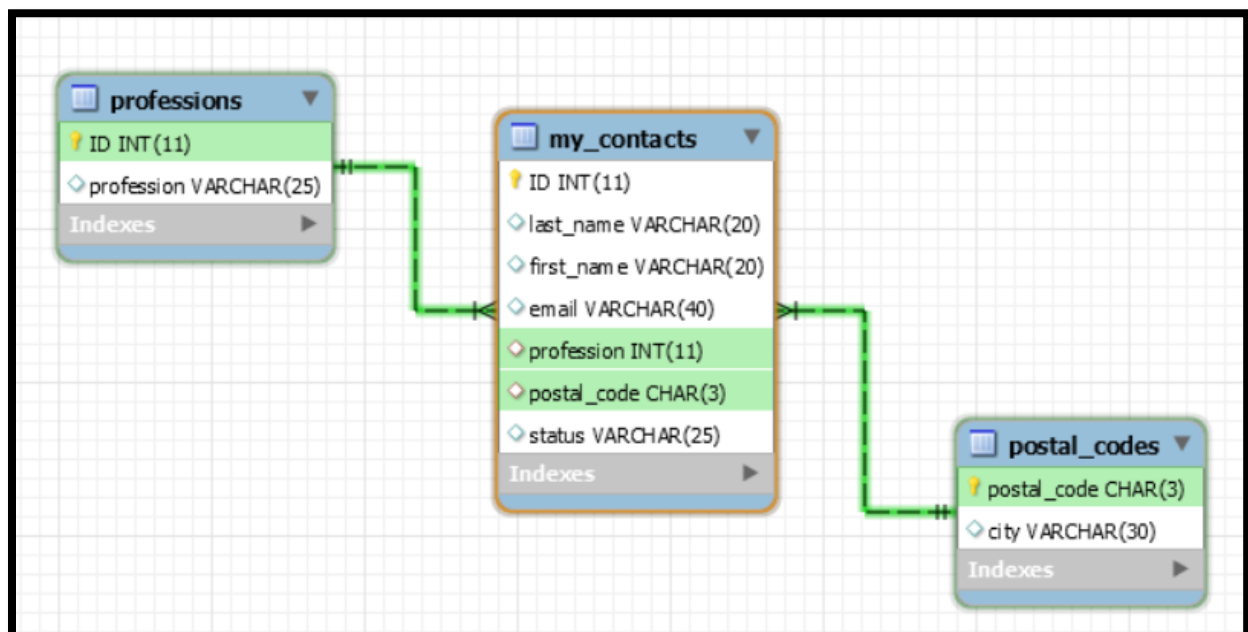 professions
ID INT(11)
profession VARCHAR(25)
Indexes
my_contacts
ID INT(11)
last_name VARCHAR(20)
first_name VARCHAR(20)
email VARCHAR(40)
profession INT(11)
postal_code CHAR(3)
status VARCHAR(25)
Indexes
postal_codes
postal_code CHAR(3)
city VARCHAR(30)
Indexes